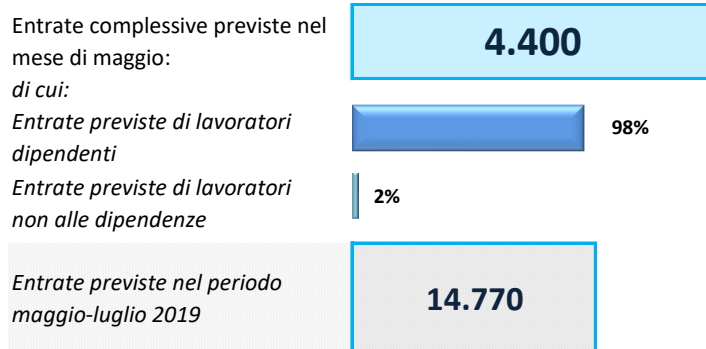 Entrate complessive previste nel
mese di maggio:
4.400
di cui:
Entrate previste di lavoratori
dipendenti
98%
Entrate previste di lavoratori
non alle dipendenze
2%
Entrate previste nel periodo
maggio-luglio 2019
14.770